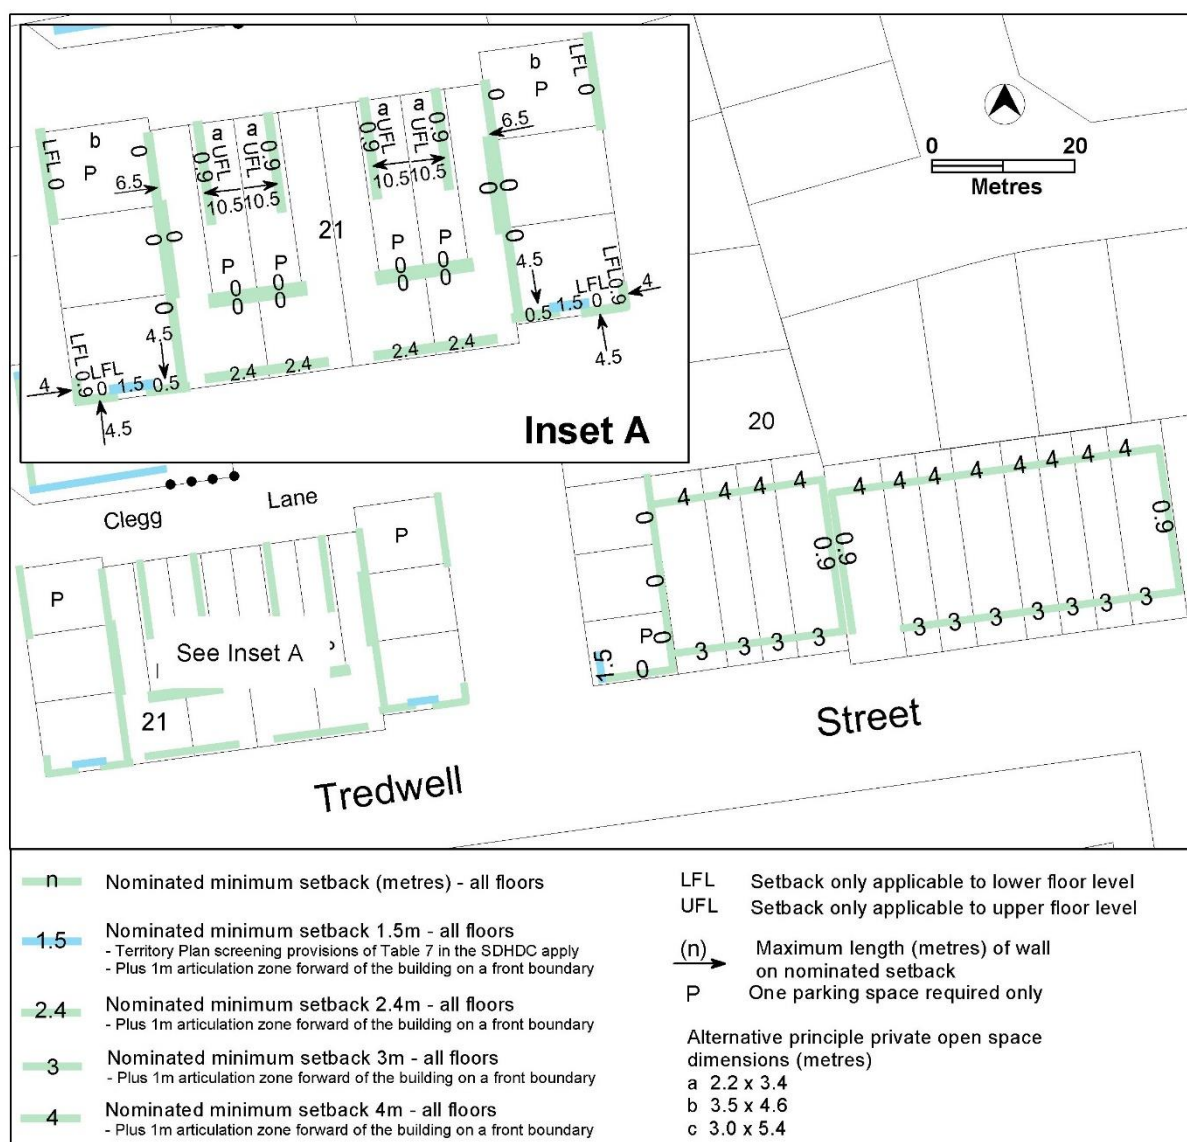 b
LFL
0
P
0
6.5
a
UFL
0.9
a
UFL
0.9
10.5
10.5
0
0
0
0
LFL
b
P
0
0
6.5
a
UFL
0.9
a
UFL
0.9
10.5
10.5
21
0
0
0
P
P
0
0
0
0
P
P
0
0
0
0
4.5
LFL
LFL
0.9
4
0.5
1.5
0
4.5
4.5
LFL
0.9
LFL
4
0
1.5
0.5
4.5
2.4
2.4
2.4
2.4
Inset A
0
20
Metres
20
Clegg
Lane
P
P
See Inset A
21
0
0
0
P
0
1.5
4
4
4
4
0.9
0.9
3
3
3
3
4
4
4
4
4
4
4
4
0.9
3
3
3
3
3
3
3
Street
Tredwell
n Nominated minimum setback (metres) - all floors
1.5 Nominated minimum setback 1.5m - all floors
- Territory Plan screening provisions of Table 7 in the SDHDC apply
- Plus 1m articulation zone forward of the building on a front boundary
2.4 Nominated minimum setback 2.4m - all floors
- Plus 1m articulation zone forward of the building on a front boundary
3 Nominated minimum setback 3m - all floors
- Plus 1m articulation zone forward of the building on a front boundary
4 Nominated minimum setback 4m - all floors
- Plus 1m articulation zone forward of the building on a front boundary
LFL Setback only applicable to lower floor level
UFL Setback only applicable to upper floor level
(n) Maximum length (metres) of wall
on nominated setback
P One parking space required only
Alternative principle private open space
dimensions (metres)
a 2.2 x 3.4
b 3.5 x 4.6
c 3.0 x 5.4